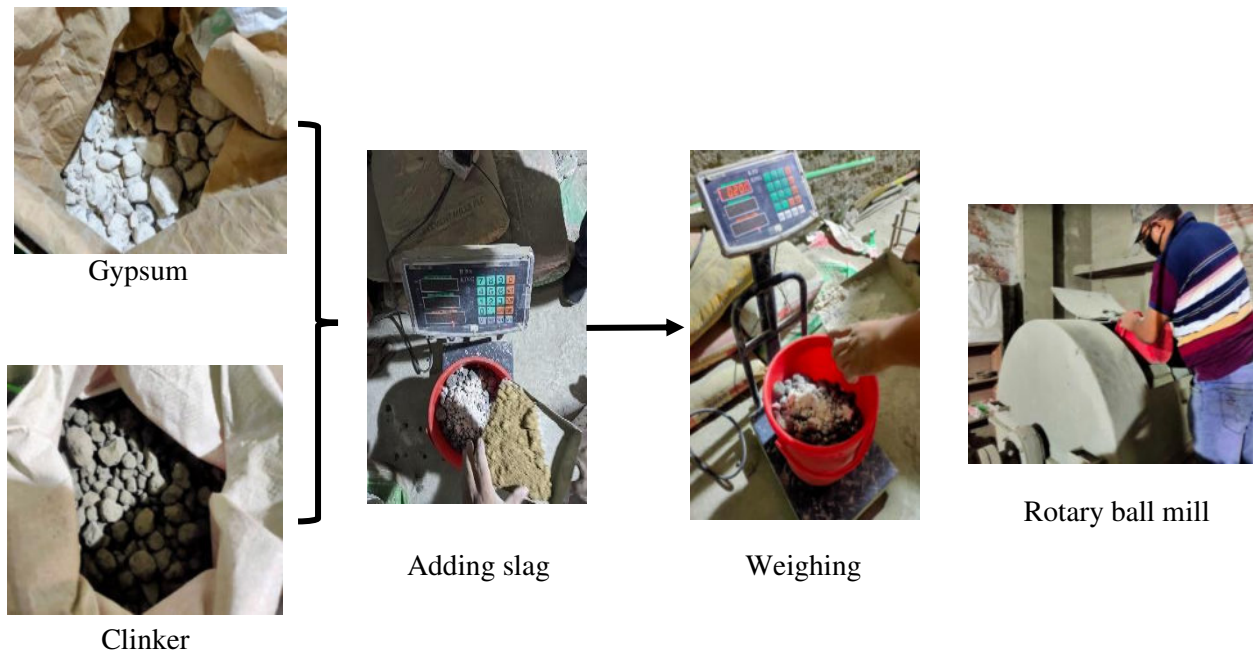 Gypsum
Clinker
Adding slag
Weighing
Rotary ball mill